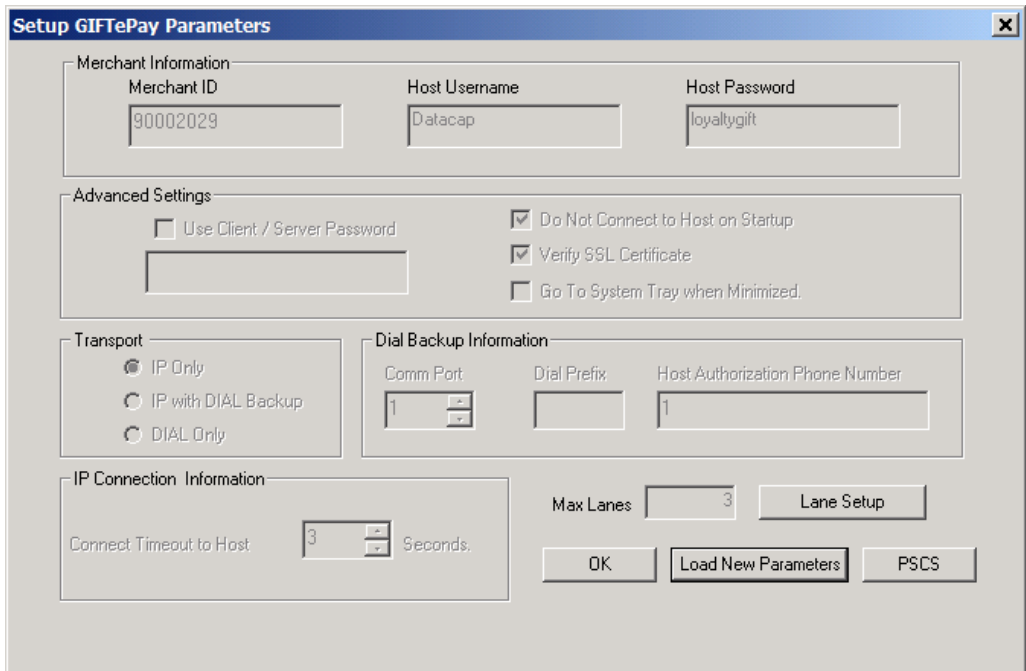 Setup GIFTePay Parameters
Merchant Information
Merchant ID Host Username Host Password
90002029 Datacap loyaltygift
Advanced Settings
Use Client / Server Password
Do Not Connect to Host on Startup
Verify SSL Certificate
Go To System Tray when Minimized.
Transport
IP Only
IP with DIAL Backup
DIAL Only
Dial Backup Information
Comm Port Dial Prefix Host Authorization Phone Number
1 1
IP Connection Information
Connect Timeout to Host 3 Seconds.
Max Lanes 3 Lane Setup
OK Load New Parameters PSCS